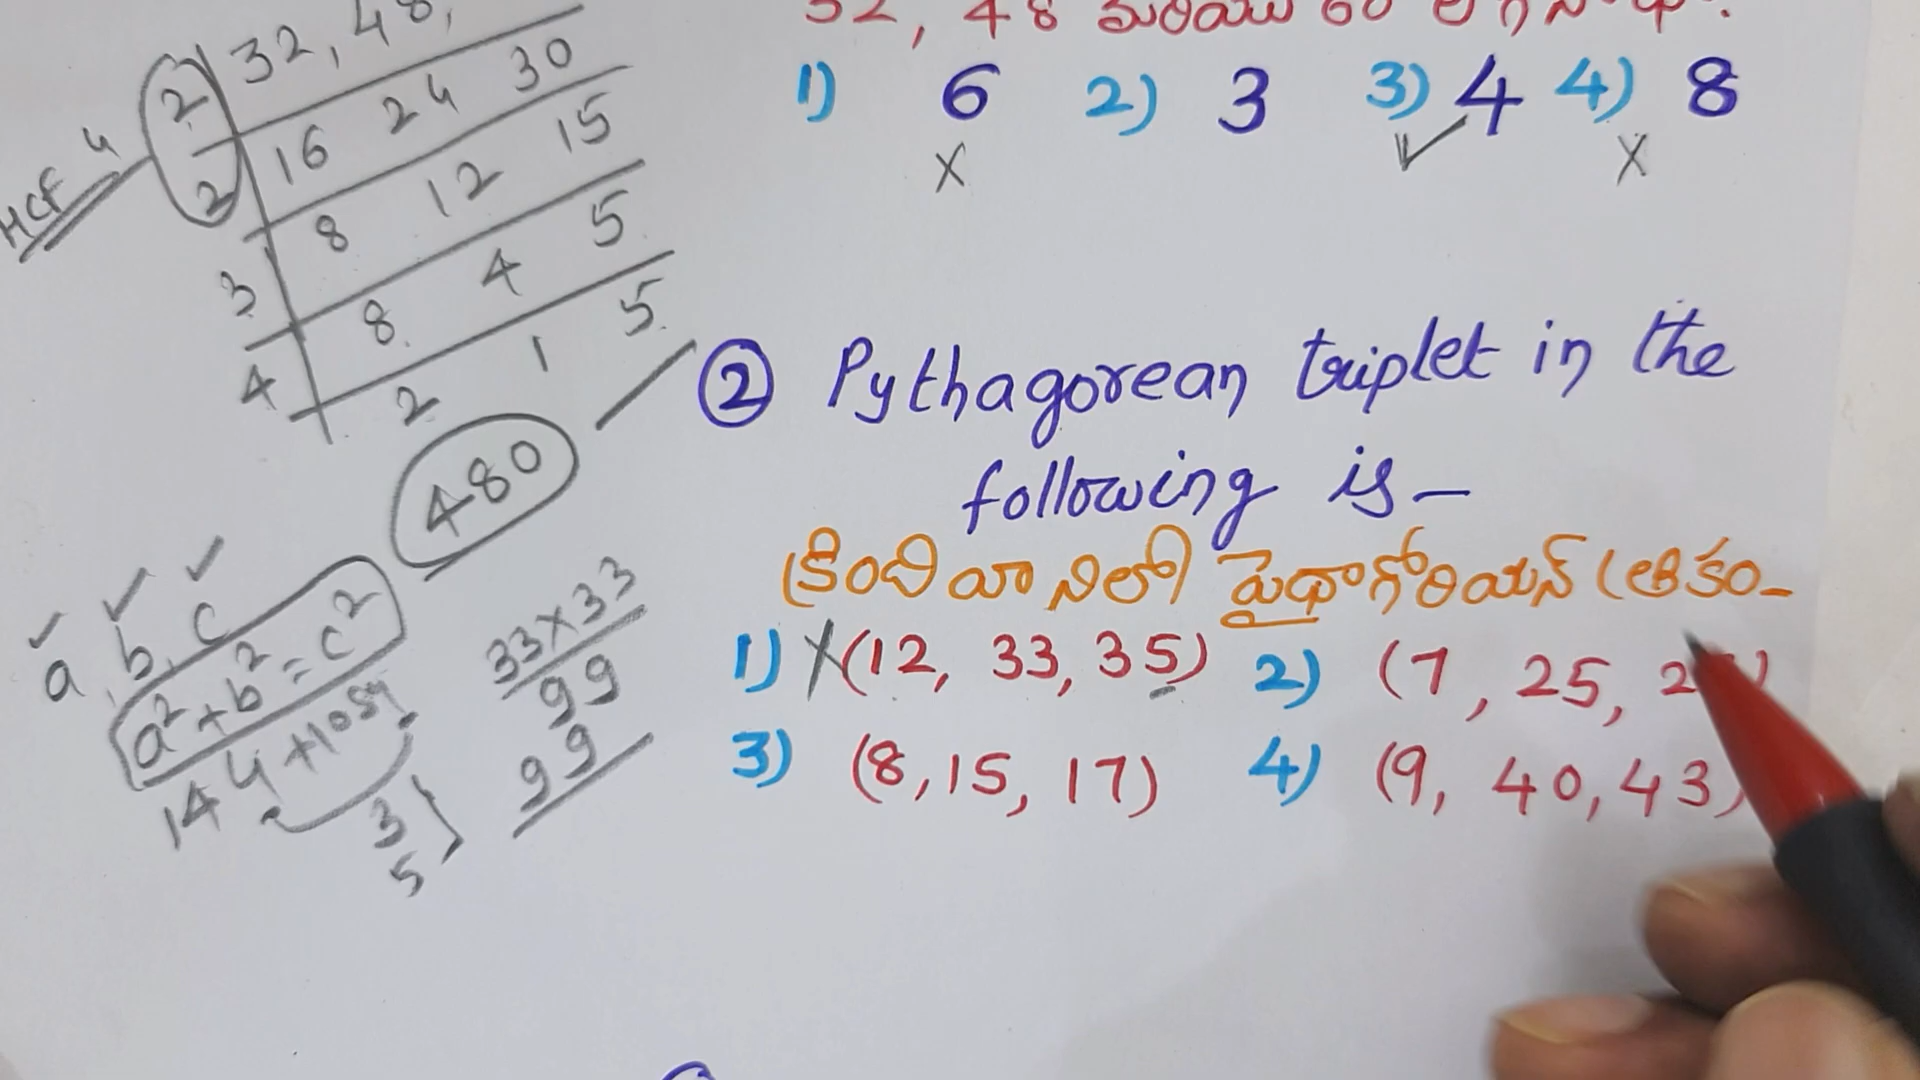 32, 48 మరియు 60 ల గ.సా.భా.
1) 6 2) 3 3) 4 4) 8
② Pythagorean triplet in the
following is –
క్రింది వానిలో పైథాగోరియన్ త్రికం-
1) (12, 33, 35) 2) (7, 25,
3) (8, 15, 17) 4) (9, 40, 43)
2 32, 48,
2 16 24 30
3 8 12 15
4 8 4 5
2 1 5
HCF 4
480
a, b, c
a² + b² = c²
144 + 1089
3
5
33×33
99
99